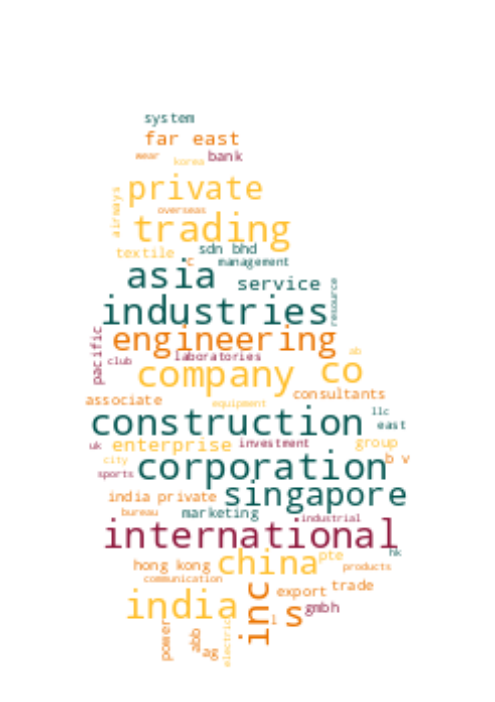 system
far east
wear
korea
bank
private
airways
overseas
trading
textile
sdn bhd
c
management
asia
service
resource
industries
engineering
pacific
club
laboratories
ab
company
co
associate
consultants
equipment
llc
construction
east
uk
enterprise
investment
group
city
corporation
b v
sports
india private
singapore
bureau
marketing
industrial
international
hk
hong kong
china
pte
products
communication
india
inc
export
trade
s
gmbh
l
power
abb
ag
electric